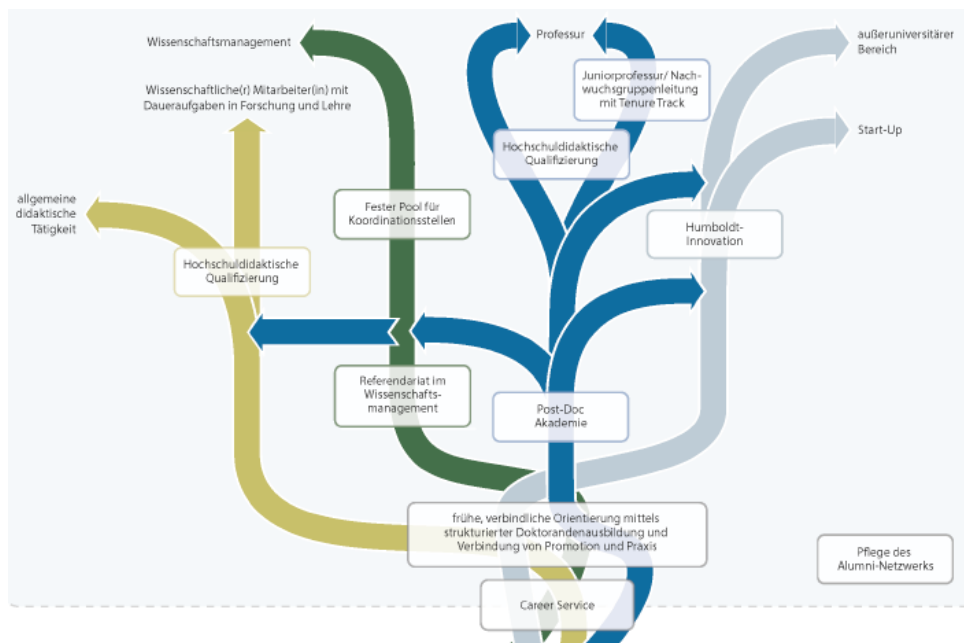 Wissenschaftsmanagement
Professur
außeruniversitärer
Bereich
Wissenschaftliche(r) Mitarbeiter(in) mit
Daueraufgaben in Forschung und Lehre
Juniorprofessur/ Nach-
wuchsgruppenleitung
mit Tenure Track
Start-Up
Hochschuldidaktische
Qualifizierung
allgemeine
didaktische
Tätigkeit
Fester Pool für
Koordinationsstellen
Humboldt-
Innovation
Hochschuldidaktische
Qualifizierung
Referendariat im
Wissenschafts-
management
Post-Doc
Akademie
frühe, verbindliche Orientierung mittels
strukturierter Doktorandenausbildung und
Verbindung von Promotion und Praxis
Pflege des
Alumni-Netzwerks
Career Service